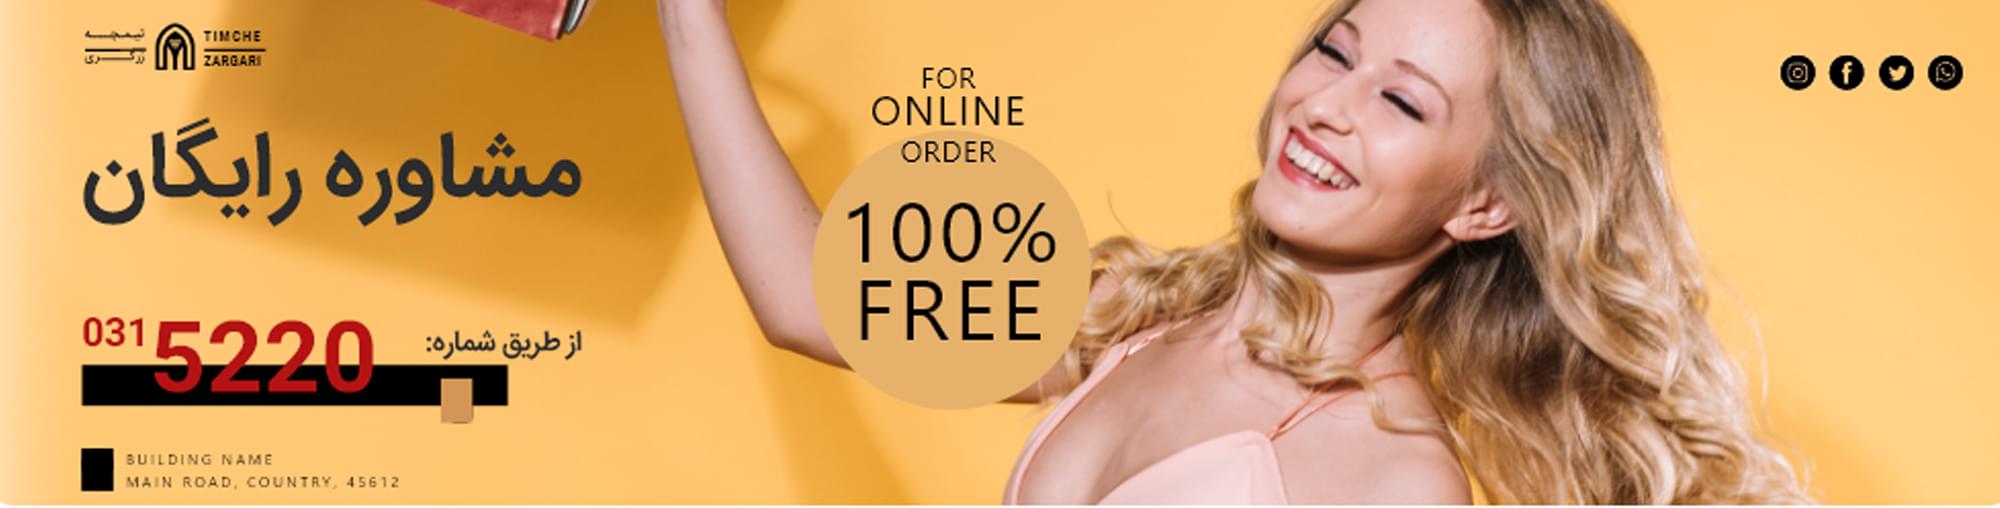 تیمچه
زرگری
TIMCHE
ZARGARI
مشاوره رایگان
از طریق شماره:
031 5220
BUILDING NAME
MAIN ROAD, COUNTRY, 45612
FOR
ONLINE
ORDER
100%
FREE